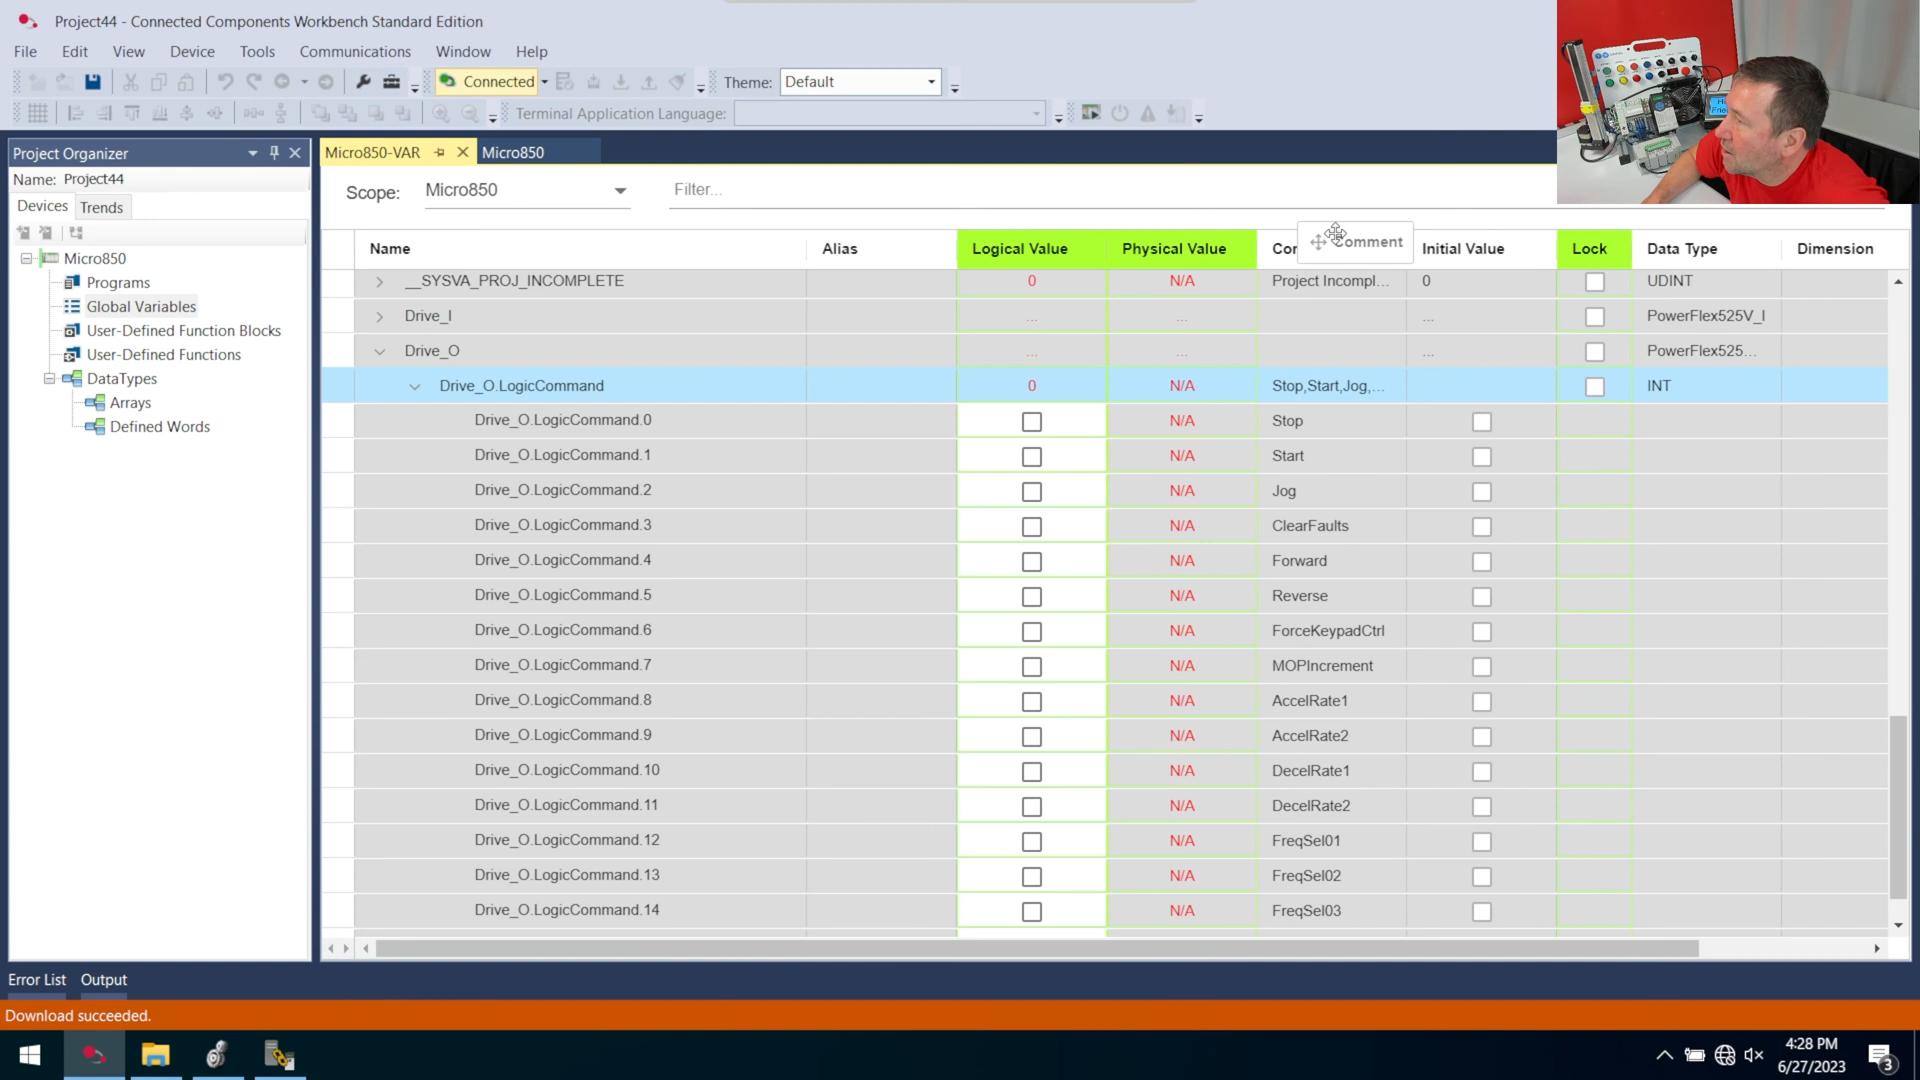 Project44 - Connected Components Workbench Standard Edition
File Edit View Device Tools Communications Window Help
Connected Theme: Default
Terminal Application Language:
Project Organizer
Name: Project44
Devices Trends
Micro850
Programs
Global Variables
User-Defined Function Blocks
User-Defined Functions
DataTypes
Arrays
Defined Words
Micro850-VAR Micro850
Scope: Micro850 Filter...
Name Alias Logical Value Physical Value Comment Initial Value Lock Data Type Dimension
__SYSVA_PROJ_INCOMPLETE 0 N/A Project Incompl... 0 UDINT
Drive_I ... ... ... PowerFlex525V_I
Drive_O ... ... ... PowerFlex525...
Drive_O.LogicCommand 0 N/A Stop,Start,Jog,... INT
Drive_O.LogicCommand.0 N/A Stop
Drive_O.LogicCommand.1 N/A Start
Drive_O.LogicCommand.2 N/A Jog
Drive_O.LogicCommand.3 N/A ClearFaults
Drive_O.LogicCommand.4 N/A Forward
Drive_O.LogicCommand.5 N/A Reverse
Drive_O.LogicCommand.6 N/A ForceKeypadCtrl
Drive_O.LogicCommand.7 N/A MOPIncrement
Drive_O.LogicCommand.8 N/A AccelRate1
Drive_O.LogicCommand.9 N/A AccelRate2
Drive_O.LogicCommand.10 N/A DecelRate1
Drive_O.LogicCommand.11 N/A DecelRate2
Drive_O.LogicCommand.12 N/A FreqSel01
Drive_O.LogicCommand.13 N/A FreqSel02
Drive_O.LogicCommand.14 N/A FreqSel03
Error List Output
Download succeeded.
4:28 PM
6/27/2023
3